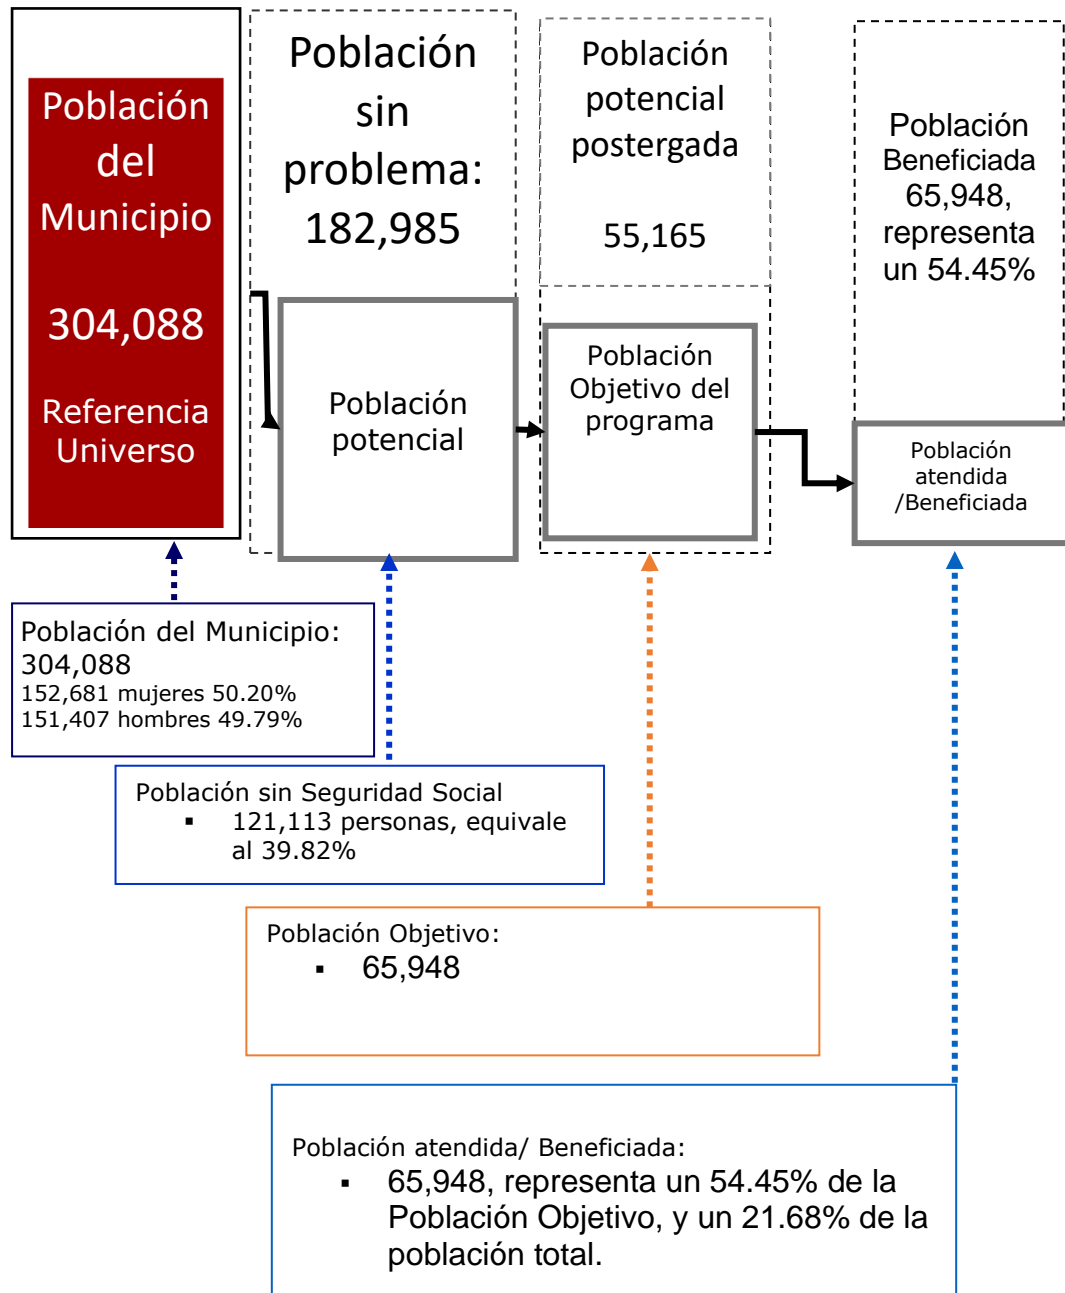 Población
del
Municipio
304,088
Referencia
Universo
Población
sin
problema:
182,985
Población
potencial
postergada
55,165
Población
Beneficiada
65,948,
representa
un 54.45%
Población
potencial
Población
Objetivo del
programa
Población
atendida
/Beneficiada
Población del Municipio:
304,088
152,681 mujeres 50.20%
151,407 hombres 49.79%
Población sin Seguridad Social
▪ 121,113 personas, equivale
al 39.82%
Población Objetivo:
▪ 65,948
Población atendida/ Beneficiada:
▪ 65,948, representa un 54.45% de la
Población Objetivo, y un 21.68% de la
población total.